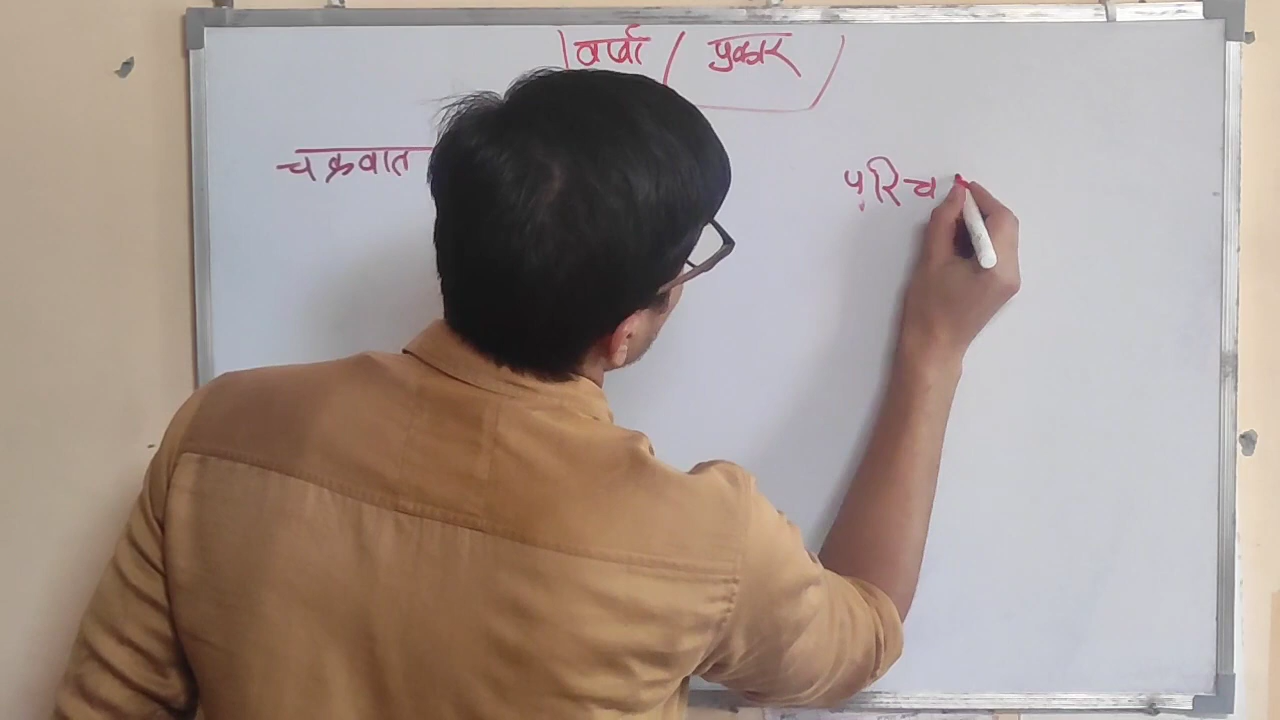 वर्षा / प्रकार
चक्रवात परिच